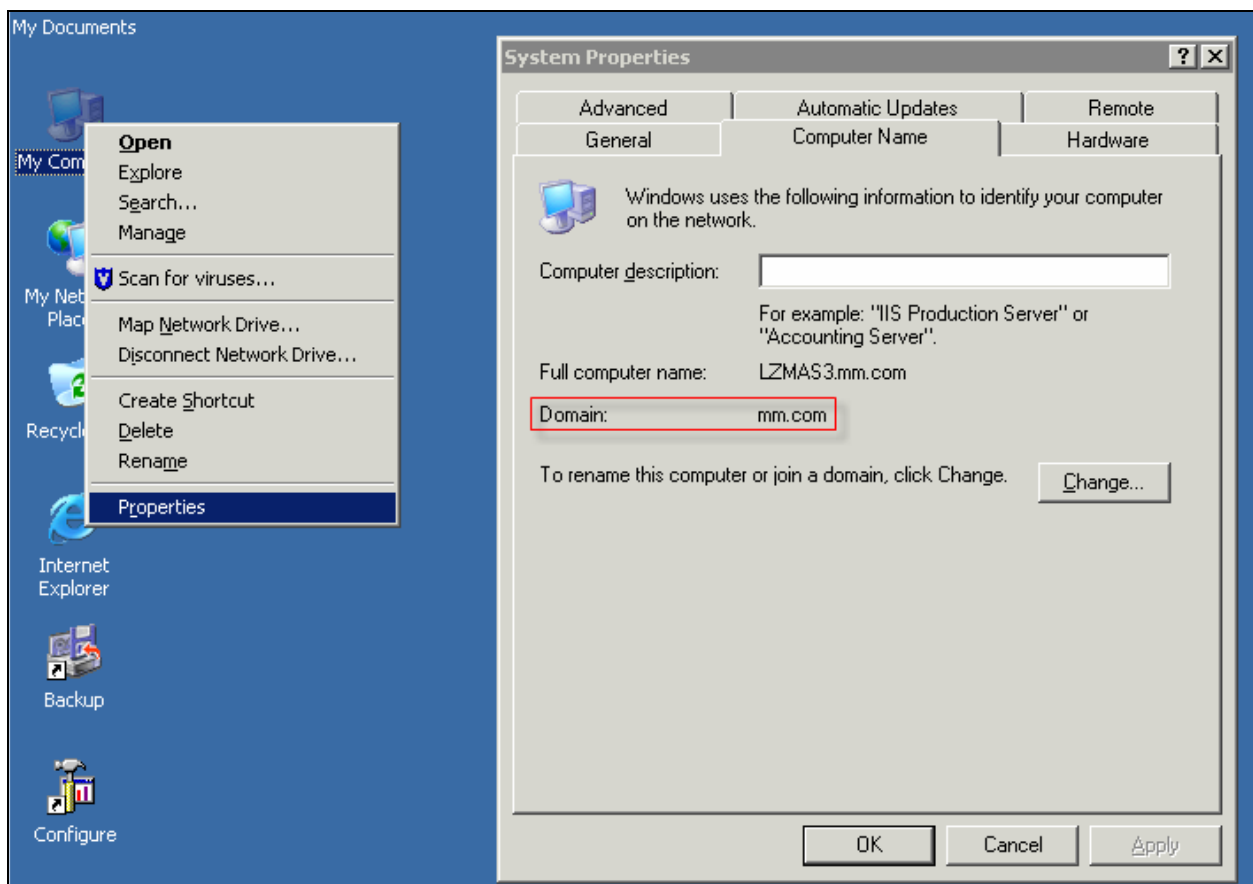 My Documents
My Com
My Net
Plac
Recycl
Internet
Explorer
Backup
Configure
Open
Explore
Search...
Manage
Scan for viruses...
Map Network Drive...
Disconnect Network Drive...
Create Shortcut
Delete
Rename
Properties
System Properties
Advanced
Automatic Updates
Remote
General
Computer Name
Hardware
Windows uses the following information to identify your computer
on the network.
Computer description:
For example: "IIS Production Server" or
"Accounting Server".
Full computer name: LZMAS3.mm.com
Domain: mm.com
To rename this computer or join a domain, click Change.
Change...
OK
Cancel
Apply